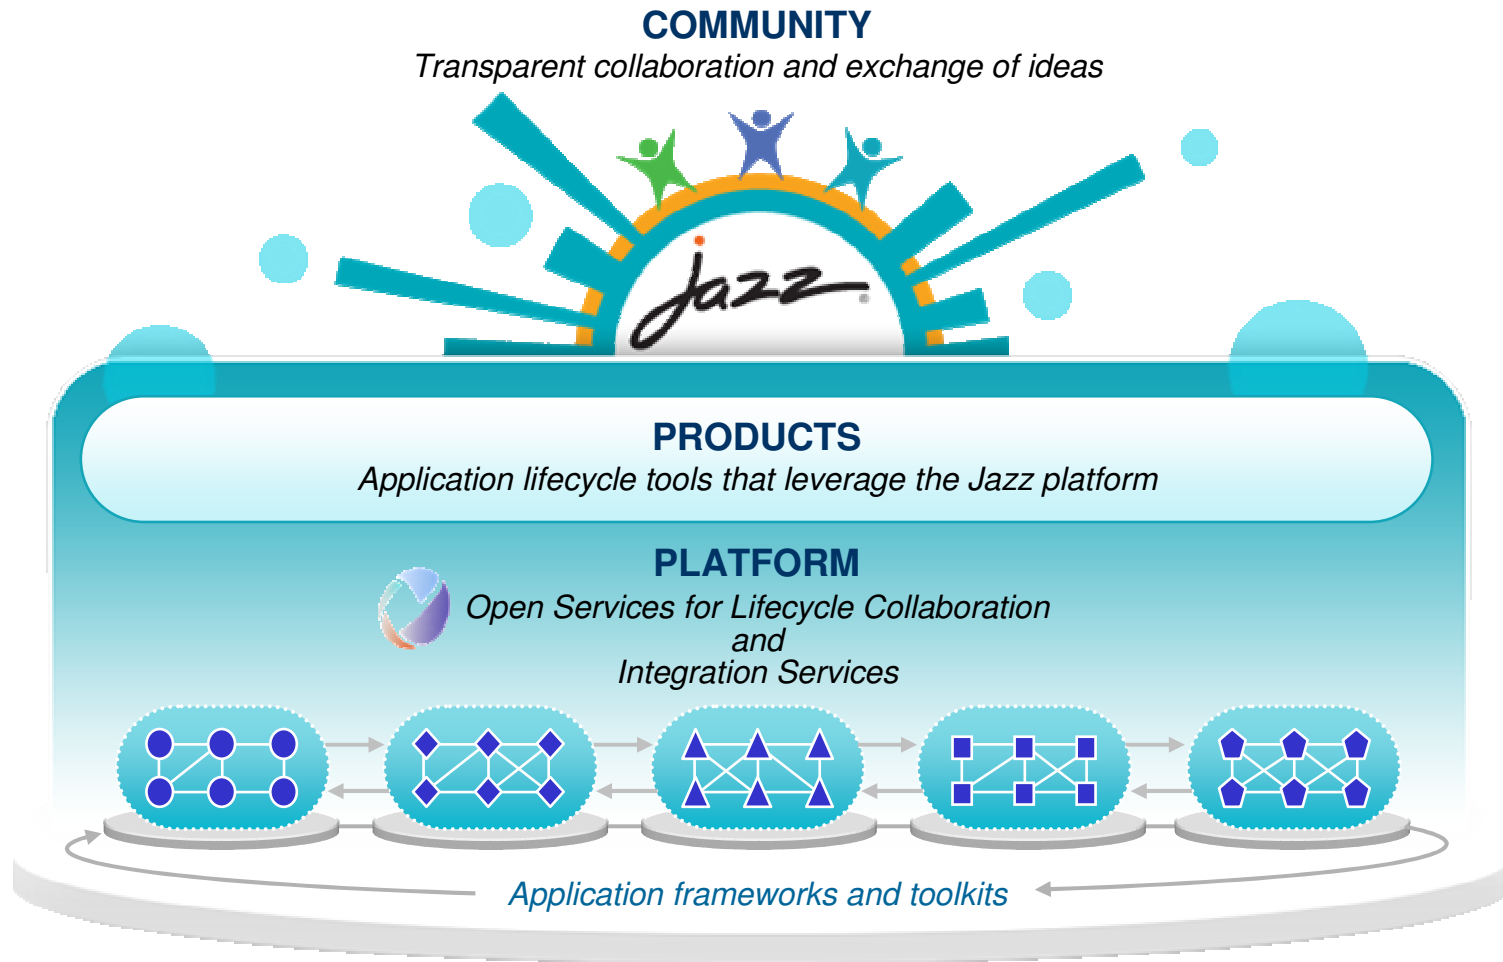 COMMUNITY
Transparent collaboration and exchange of ideas
jazz
®
PRODUCTS
Application lifecycle tools that leverage the Jazz platform
PLATFORM
Open Services for Lifecycle Collaboration
and
Integration Services
Application frameworks and toolkits